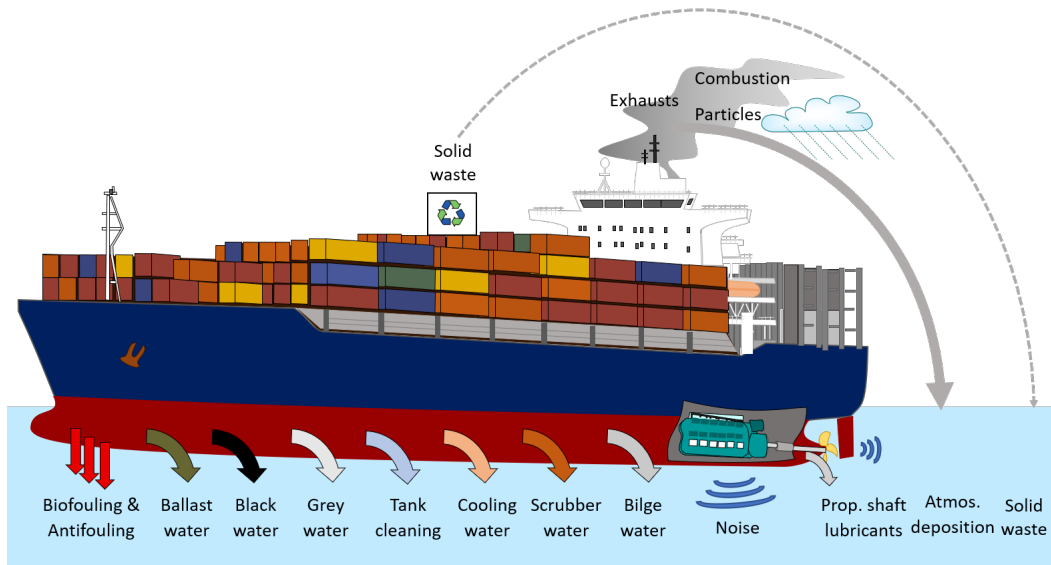 Combustion
Exhausts
Particles
Solid
waste
Biofouling &
Antifouling
Ballast
water
Black
water
Grey
water
Tank
cleaning
Cooling
water
Scrubber
water
Bilge
water
Noise
Prop. shaft
lubricants
Atmos.
deposition
Solid
waste